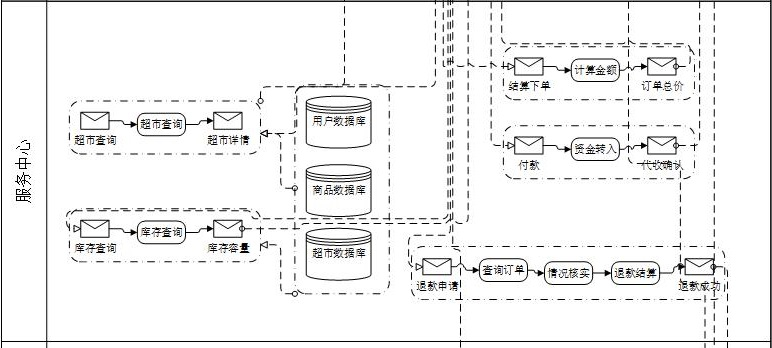 服务中心
结算下单
计算金额
订单总价
超市查询
超市查询
超市详情
用户数据库
付款
资金转入
代收确认
商品数据库
库存查询
库存查询
库存容量
超市数据库
退款申请
查询订单
情况核实
退款结算
退款成功